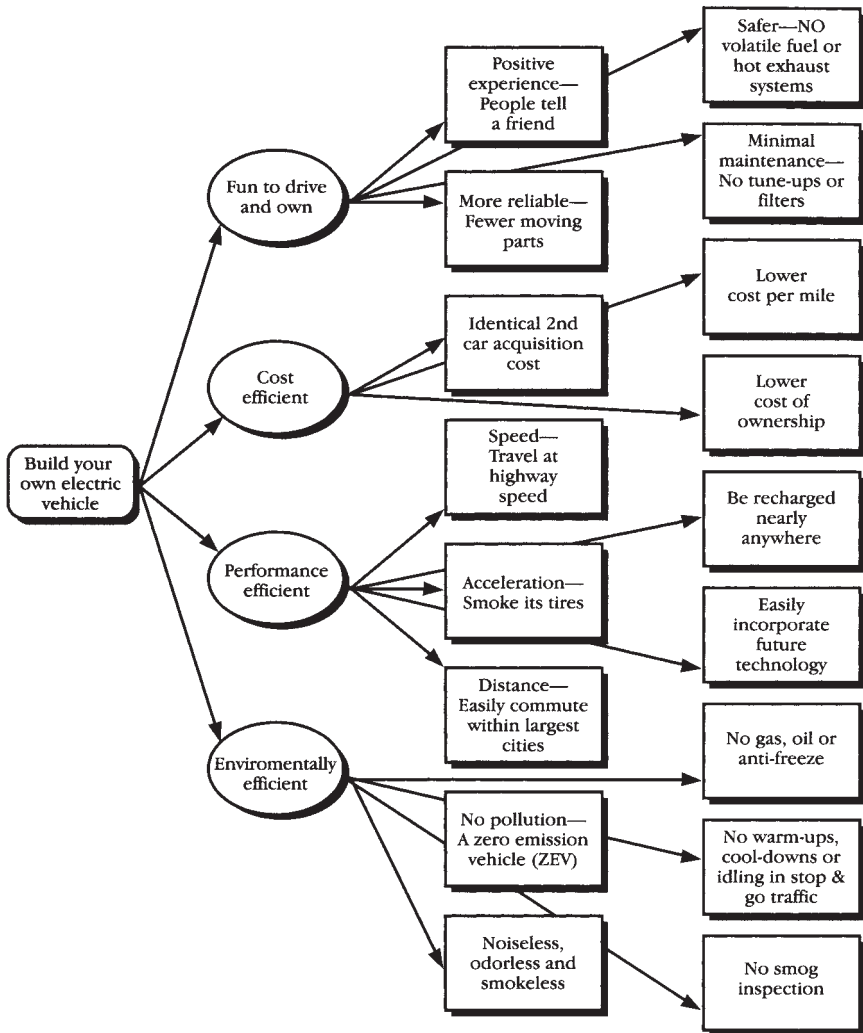 Build your
own electric
vehicle
Fun to drive
and own
Positive
experience—
People tell
a friend
More reliable—
Fewer moving
parts
Safer—NO
volatile fuel or
hot exhaust
systems
Minimal
maintenance—
No tune-ups or
filters
Cost
efficient
Identical 2nd
car acquisition
cost
Lower
cost per mile
Lower
cost of
ownership
Performance
efficient
Speed—
Travel at
highway
speed
Acceleration—
Smoke its tires
Distance—
Easily commute
within largest
cities
Be recharged
nearly
anywhere
Easily
incorporate
future
technology
Enviromentally
efficient
No pollution—
A zero emission
vehicle (ZEV)
Noiseless,
odorless and
smokeless
No gas, oil or
anti-freeze
No warm-ups,
cool-downs or
idling in stop &
go traffic
No smog
inspection